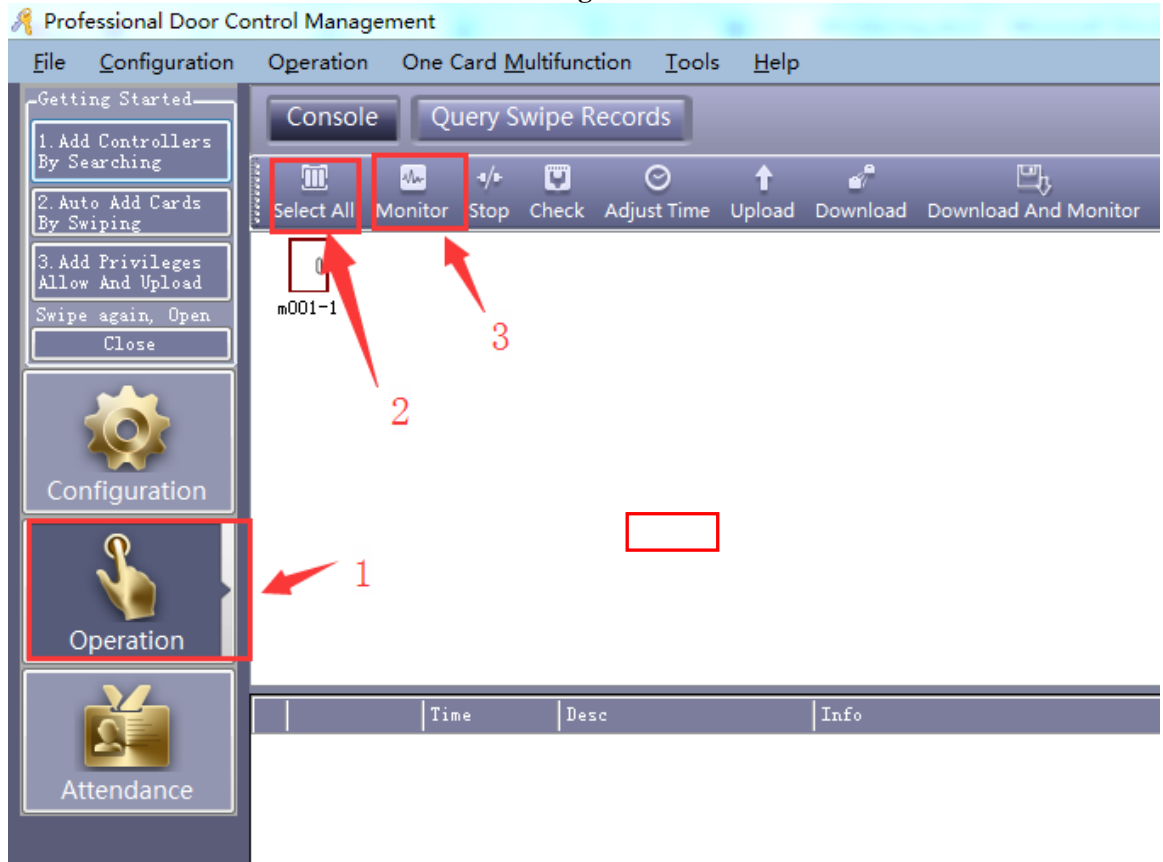 Professional Door Control Management
File Configuration Operation One Card Multifunction Tools Help
Getting Started
1. Add Controllers
By Searching
2. Auto Add Cards
By Swiping
3. Add Privileges
Allow And Upload
Swipe again, Open
Close
Configuration
Operation
Attendance
Console Query Swipe Records
Select All Monitor Stop Check Adjust Time Upload Download Download And Monitor
m001-1
3
2
1
Time Desc Info